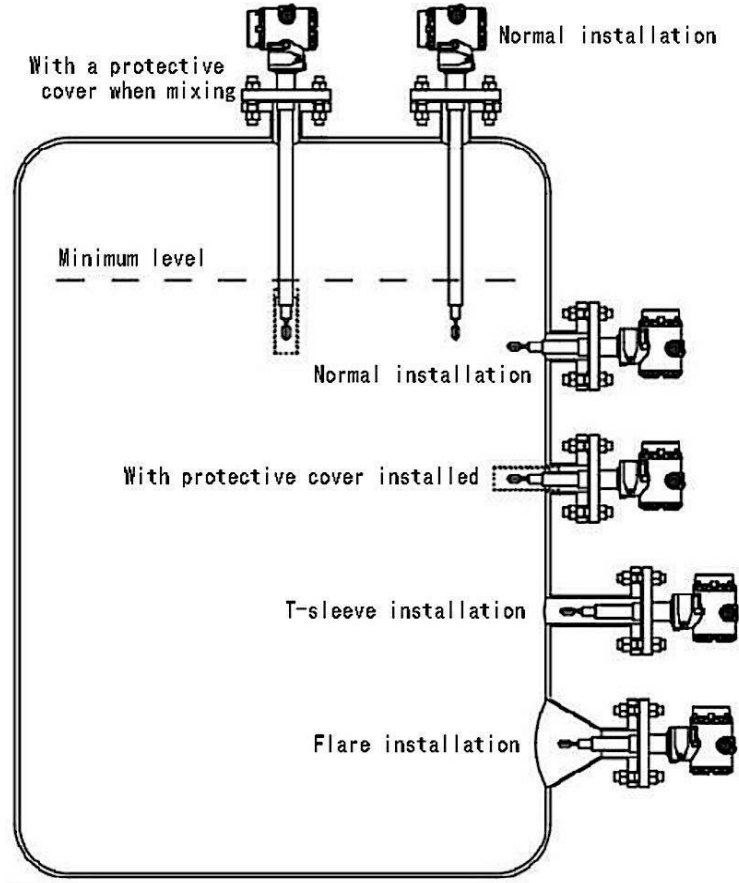 Normal installation
With a protective
cover when mixing
Minimum level
Normal installation
With protective cover installed
T-sleeve installation
Flare installation